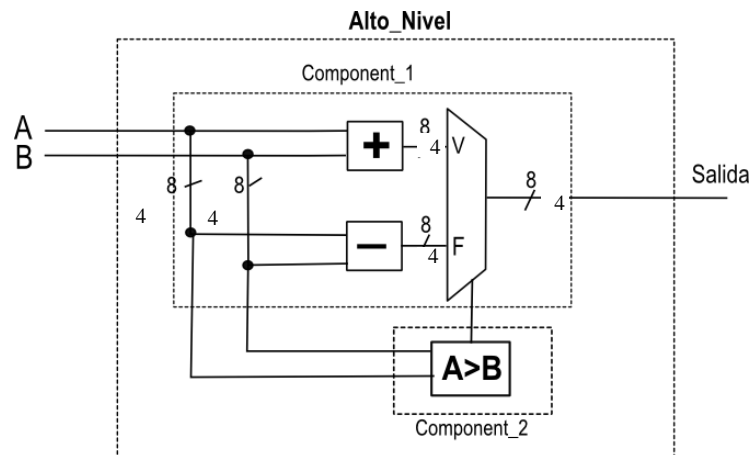 Alto_Nivel
Component_1
A
B
+
8
4
V
8
8
4
4
8
4
Salida
−
8
4
F
A>B
Component_2